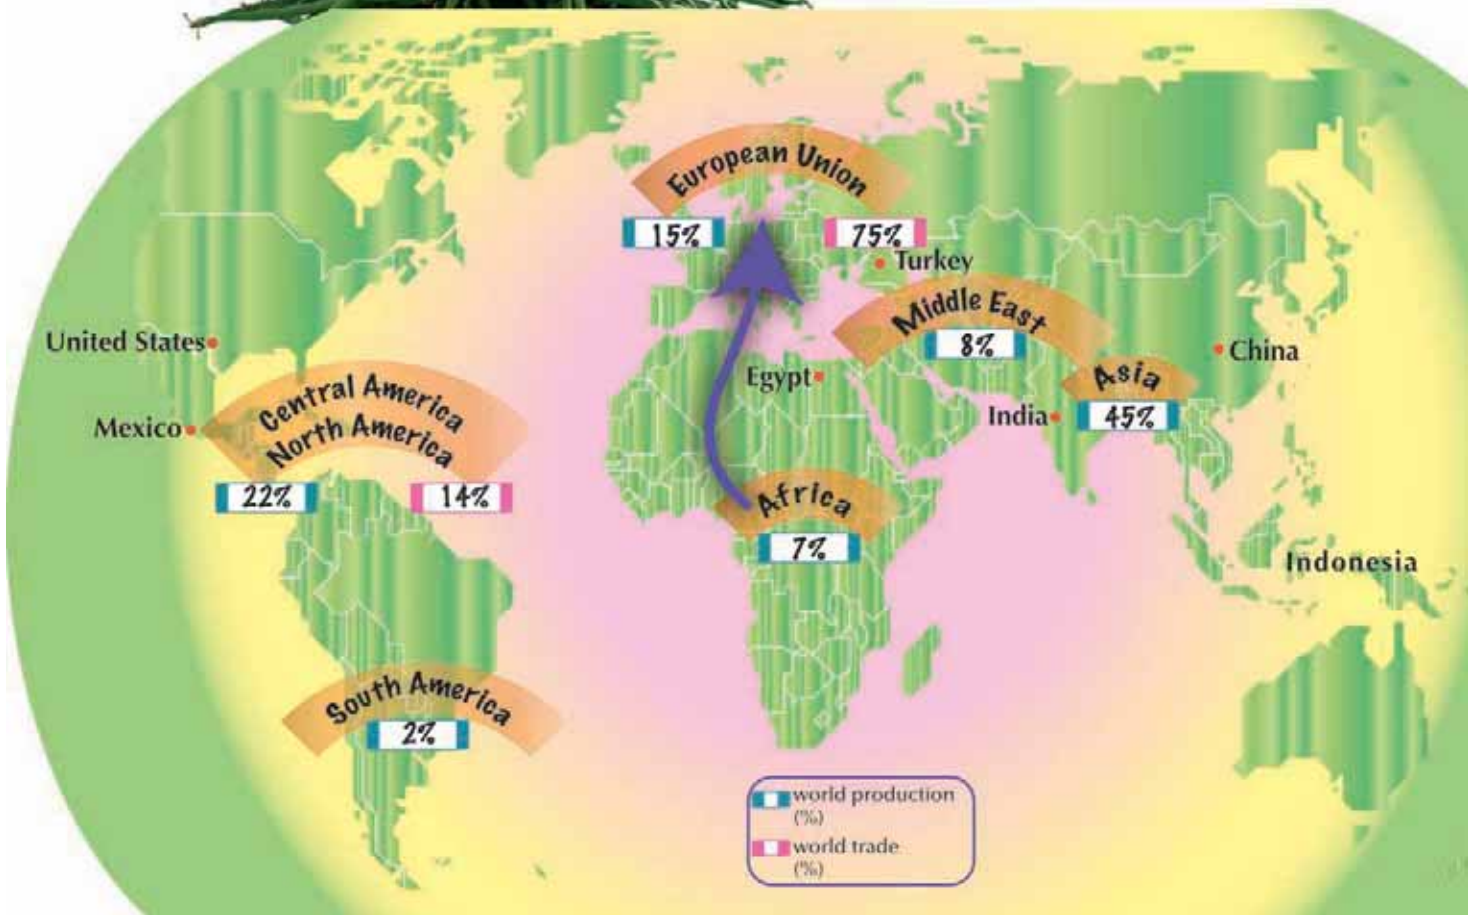 European Union
15%
75%
Turkey
Middle East
8%
United States
China
Asia
Egypt
Central America
North America
Mexico
India
45%
22%
14%
Africa
7%
Indonesia
South America
2%
world production
(%)
world trade
(%)